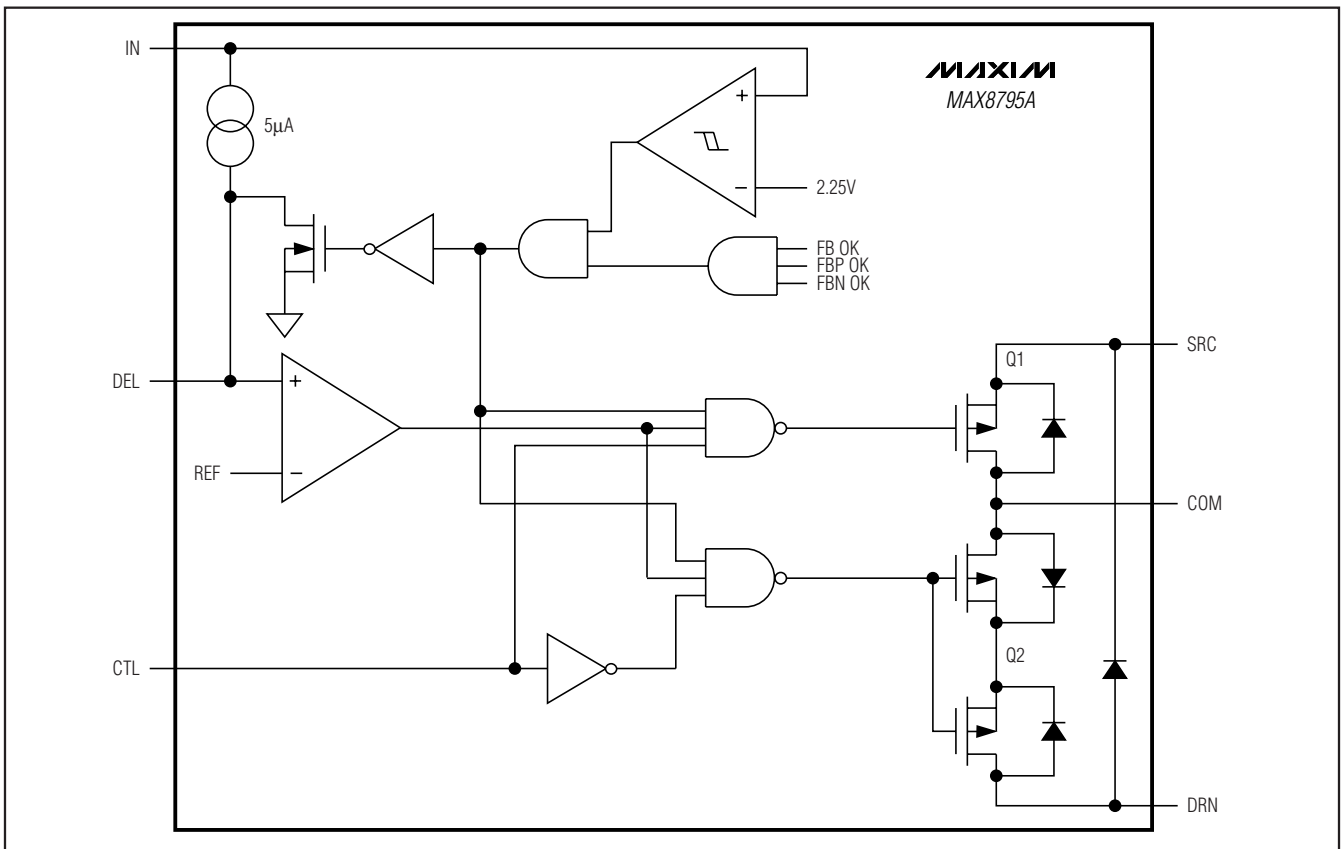 IN
MAXIM
MAX8795A
+
5µA
−
2.25V
FB OK
FBP OK
FBN OK
SRC
Q1
DEL
+
REF
−
COM
Q2
CTL
DRN